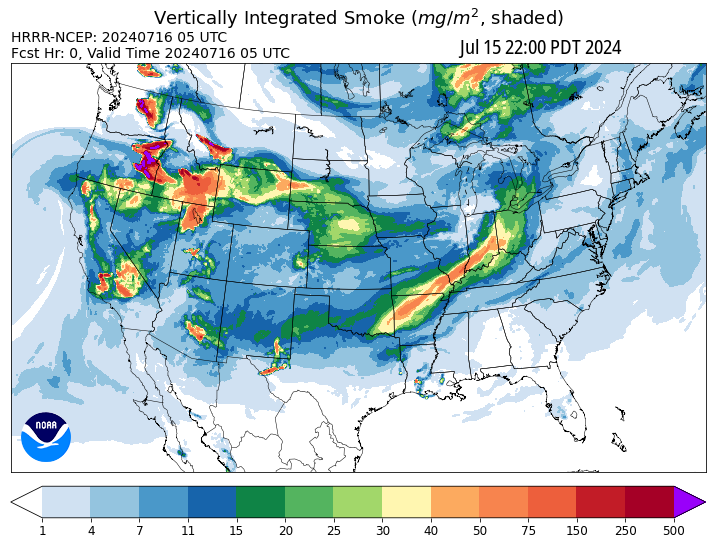 Vertically Integrated Smoke (mg/m², shaded)
HRRR-NCEP: 20240716 05 UTC
Fcst Hr: 0, Valid Time 20240716 05 UTC
Jul 15 22:00 PDT 2024
NOAA
1 4 7 11 15 20 25 30 40 50 75 150 250 500